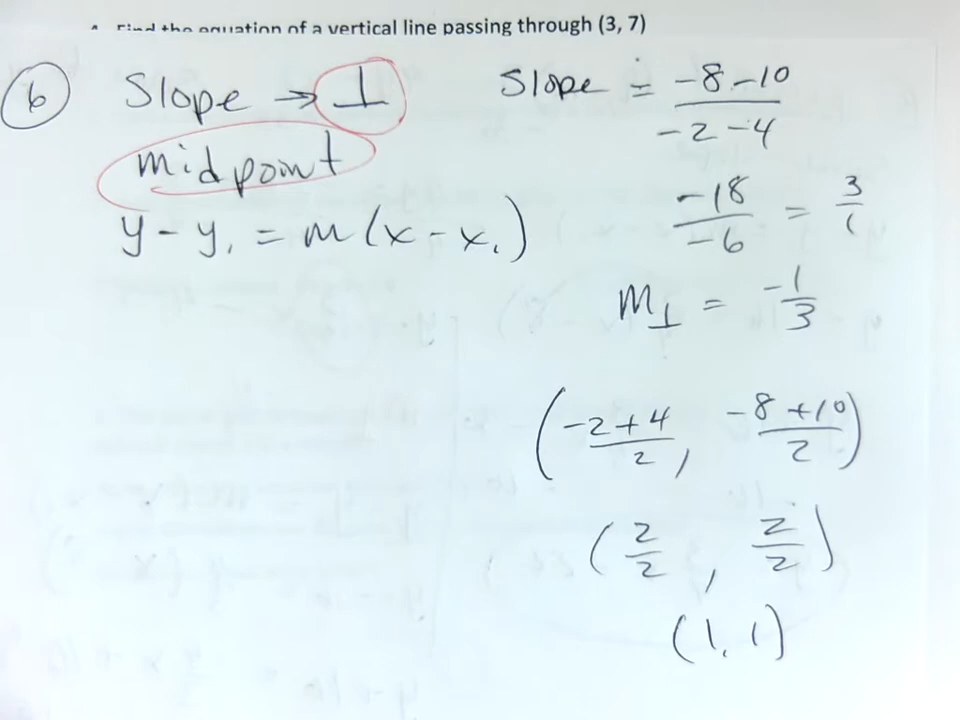 Find the equation of a vertical line passing through (3, 7)
6
Slope → ⊥
midpoint
y - y₁ = m(x - x₁)
Slope = -8 - 10 / -2 - 4
-18 / -6 = 3 / 1
m⊥ = -1 / 3
(-2 + 4 / 2, -8 + 10 / 2)
(2 / 2, 2 / 2)
(1, 1)